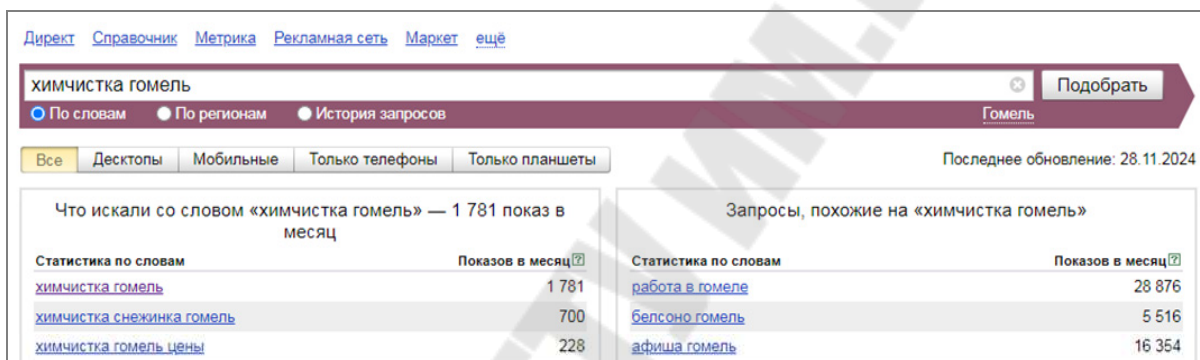 Директ Справочник Метрика Рекламная сеть Маркет ещё
химчистка гомель Подобрать
По словам По регионам История запросов Гомель
Все Десктопы Мобильные Только телефоны Только планшеты Последнее обновление: 28.11.2024
Что искали со словом «химчистка гомель» — 1 781 показ в
месяц
Статистика по словам Показов в месяц ?
химчистка гомель 1 781
химчистка снежинка гомель 700
химчистка гомель цены 228
Запросы, похожие на «химчистка гомель»
Статистика по словам Показов в месяц ?
работа в гомеле 28 876
белсоно гомель 5 516
афиша гомель 16 354